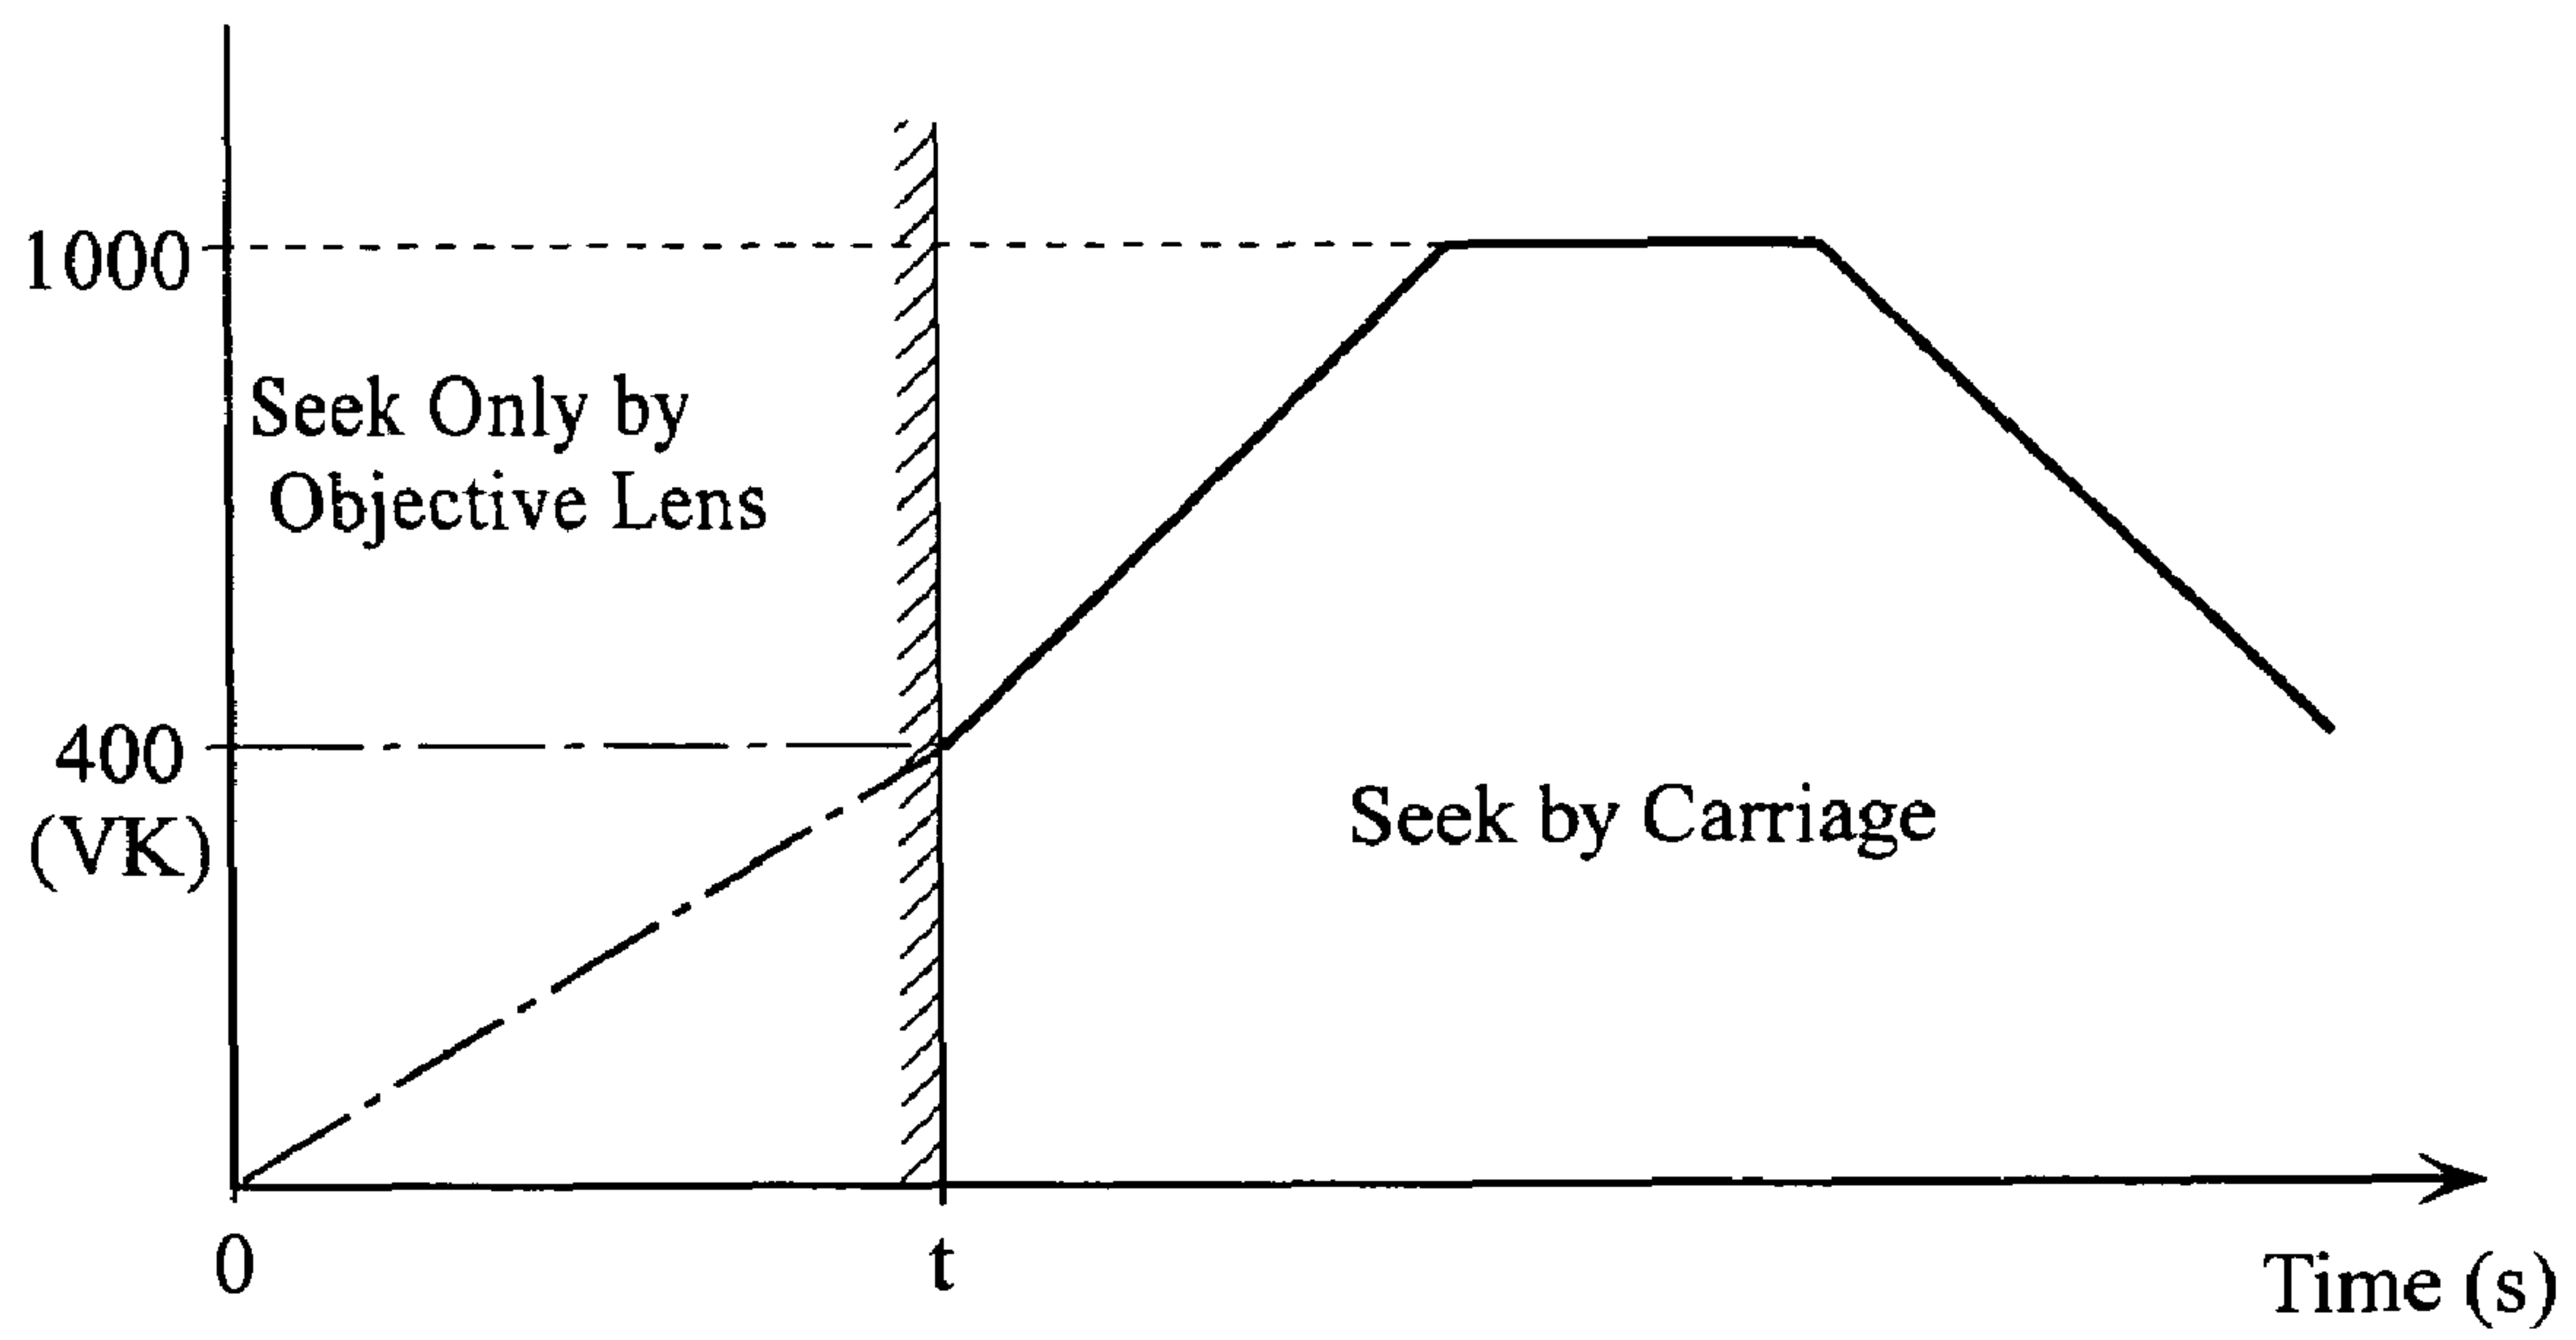 1000
Seek Only by
Objective Lens
400
(VK)
Seek by Carriage
0
t
Time (s)